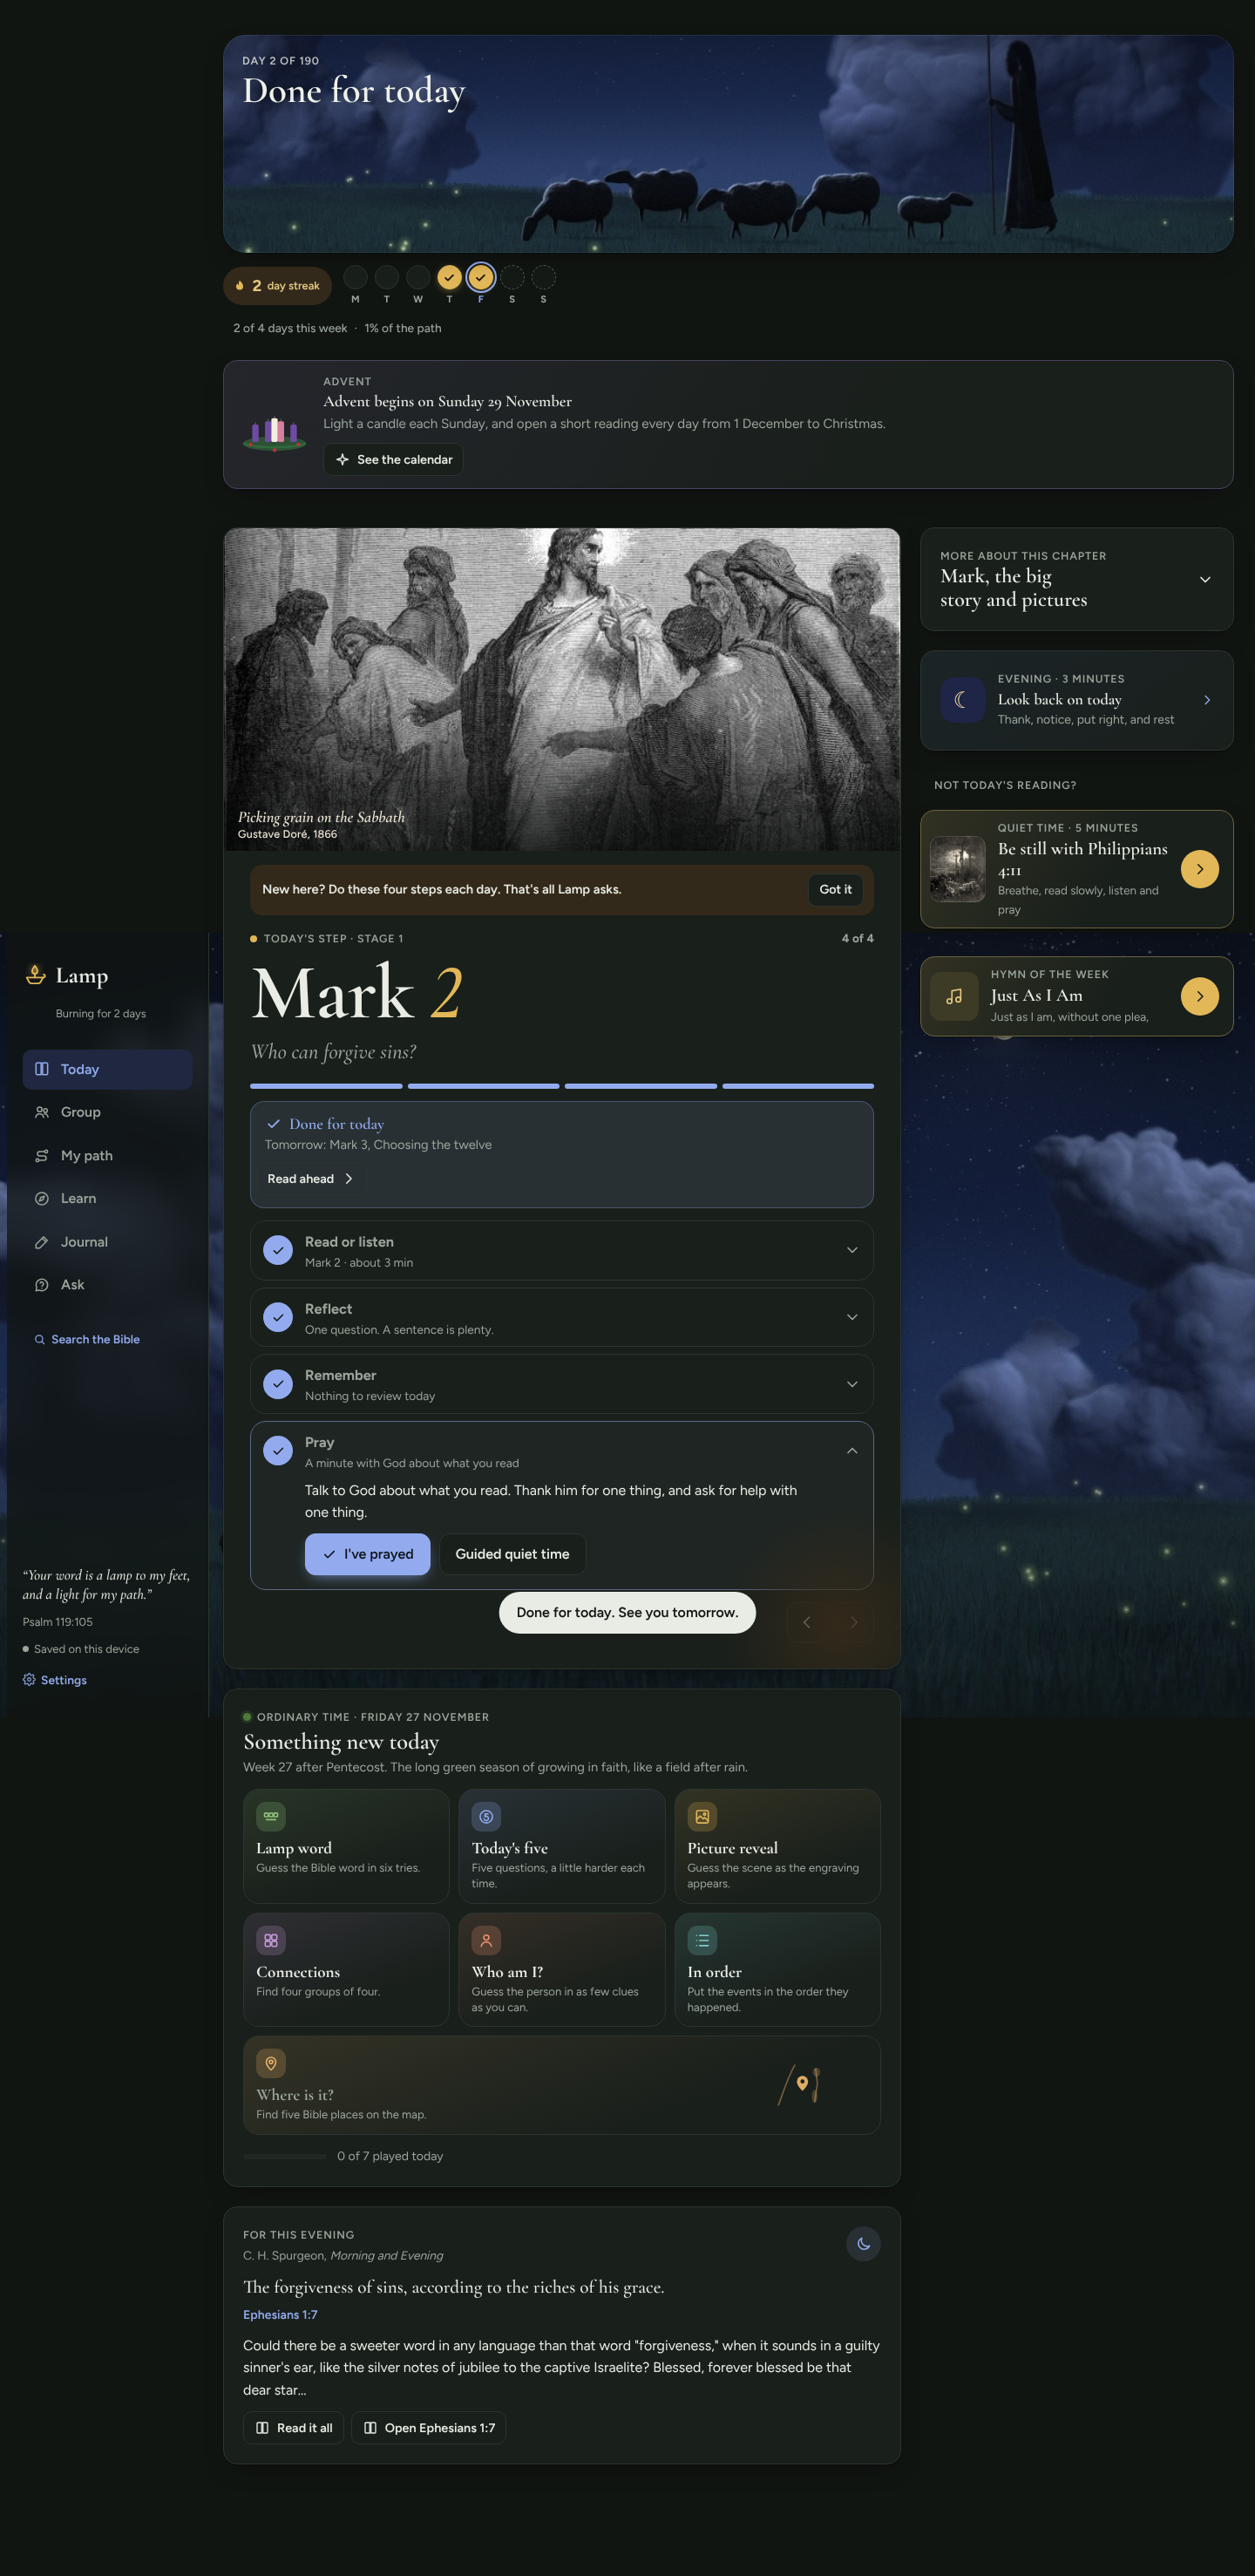 DAY 2 OF 190
Done for today
2 day streak
M T W T F S S
2 of 4 days this week · 1% of the path
ADVENT
Advent begins on Sunday 29 November
Light a candle each Sunday, and open a short reading every day from 1 December to Christmas.
See the calendar
Picking grain on the Sabbath
Gustave Doré, 1866
New here? Do these four steps each day. That's all Lamp asks.
Got it
TODAY'S STEP · STAGE 1
4 of 4
Mark 2
Who can forgive sins?
Done for today
Tomorrow: Mark 3, Choosing the twelve
Read ahead
Read or listen
Mark 2 · about 3 min
Reflect
One question. A sentence is plenty.
Remember
Nothing to review today
Pray
A minute with God about what you read
Talk to God about what you read. Thank him for one thing, and ask for help with
one thing.
I've prayed
Guided quiet time
Done for today. See you tomorrow.
MORE ABOUT THIS CHAPTER
Mark, the big
story and pictures
EVENING · 3 MINUTES
Look back on today
Thank, notice, put right, and rest
NOT TODAY'S READING?
QUIET TIME · 5 MINUTES
Be still with Philippians
4:11
Breathe, read slowly, listen and
pray
HYMN OF THE WEEK
Just As I Am
Just as I am, without one plea,
Lamp
Burning for 2 days
Today
Group
My path
Learn
Journal
Ask
Search the Bible
“Your word is a lamp to my feet,
and a light for my path.”
Psalm 119:105
Saved on this device
Settings
ORDINARY TIME · FRIDAY 27 NOVEMBER
Something new today
Week 27 after Pentecost. The long green season of growing in faith, like a field after rain.
Lamp word
Guess the Bible word in six tries.
5
Today's five
Five questions, a little harder each
time.
Picture reveal
Guess the scene as the engraving
appears.
Connections
Find four groups of four.
Who am I?
Guess the person in as few clues
as you can.
In order
Put the events in the order they
happened.
Where is it?
Find five Bible places on the map.
0 of 7 played today
FOR THIS EVENING
C. H. Spurgeon, Morning and Evening
The forgiveness of sins, according to the riches of his grace.
Ephesians 1:7
Could there be a sweeter word in any language than that word "forgiveness," when it sounds in a guilty
sinner's ear, like the silver notes of jubilee to the captive Israelite? Blessed, forever blessed be that
dear star...
Read it all
Open Ephesians 1:7